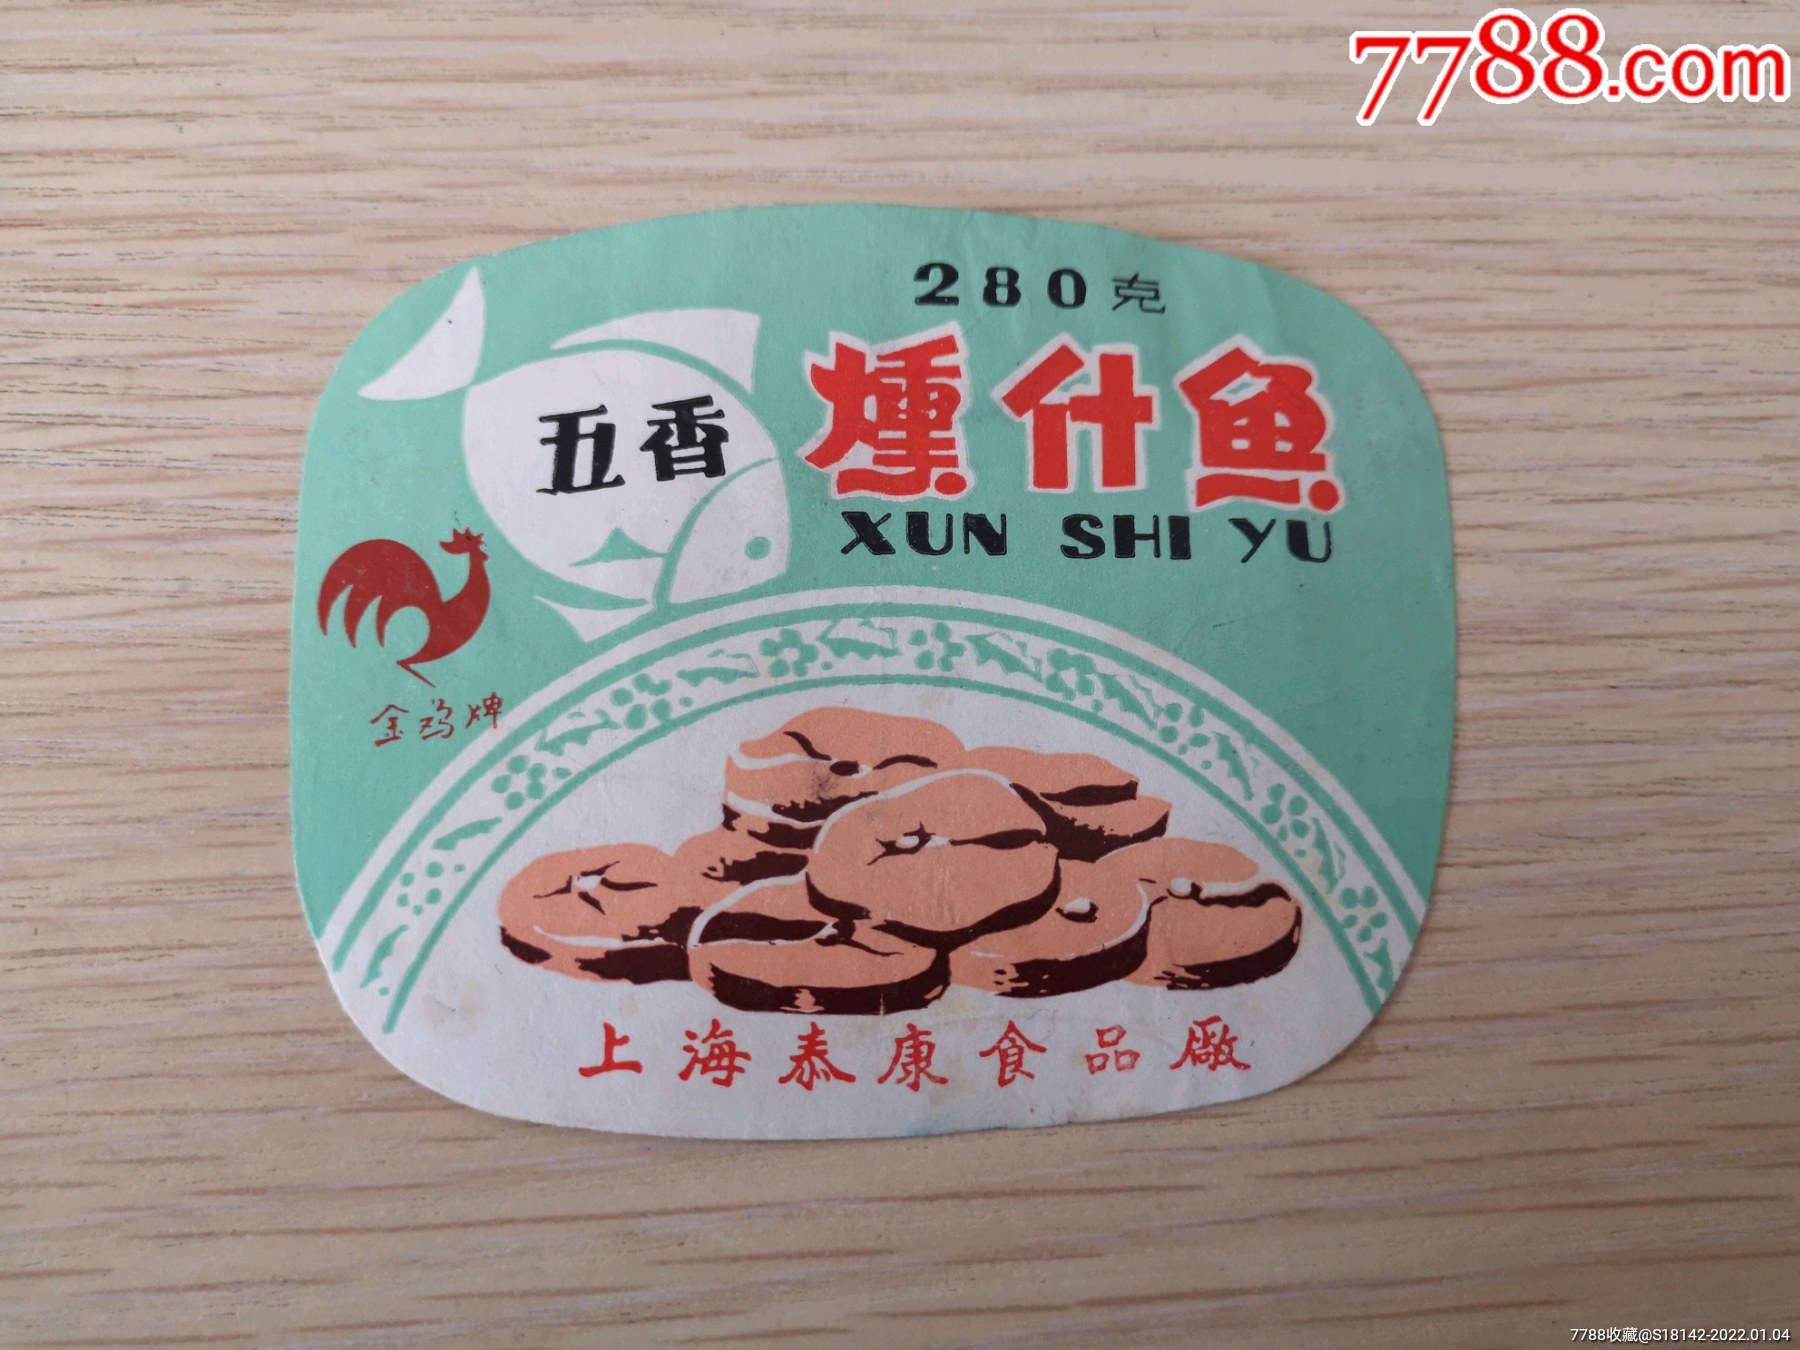 7788.com
280克
五香 燻什鱼
XUN SHI YU
金鸡牌
上海泰康食品廠
7788收藏@S18142-2022.01.04